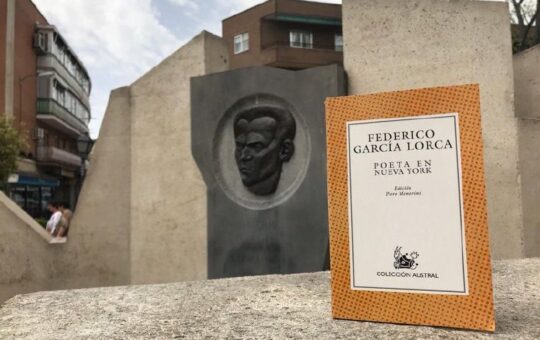 FEDERICO
GARCÍA LORCA
POETA EN
NUEVA YORK
Edición
Piero Menarini
COLECCIÓN AUSTRAL